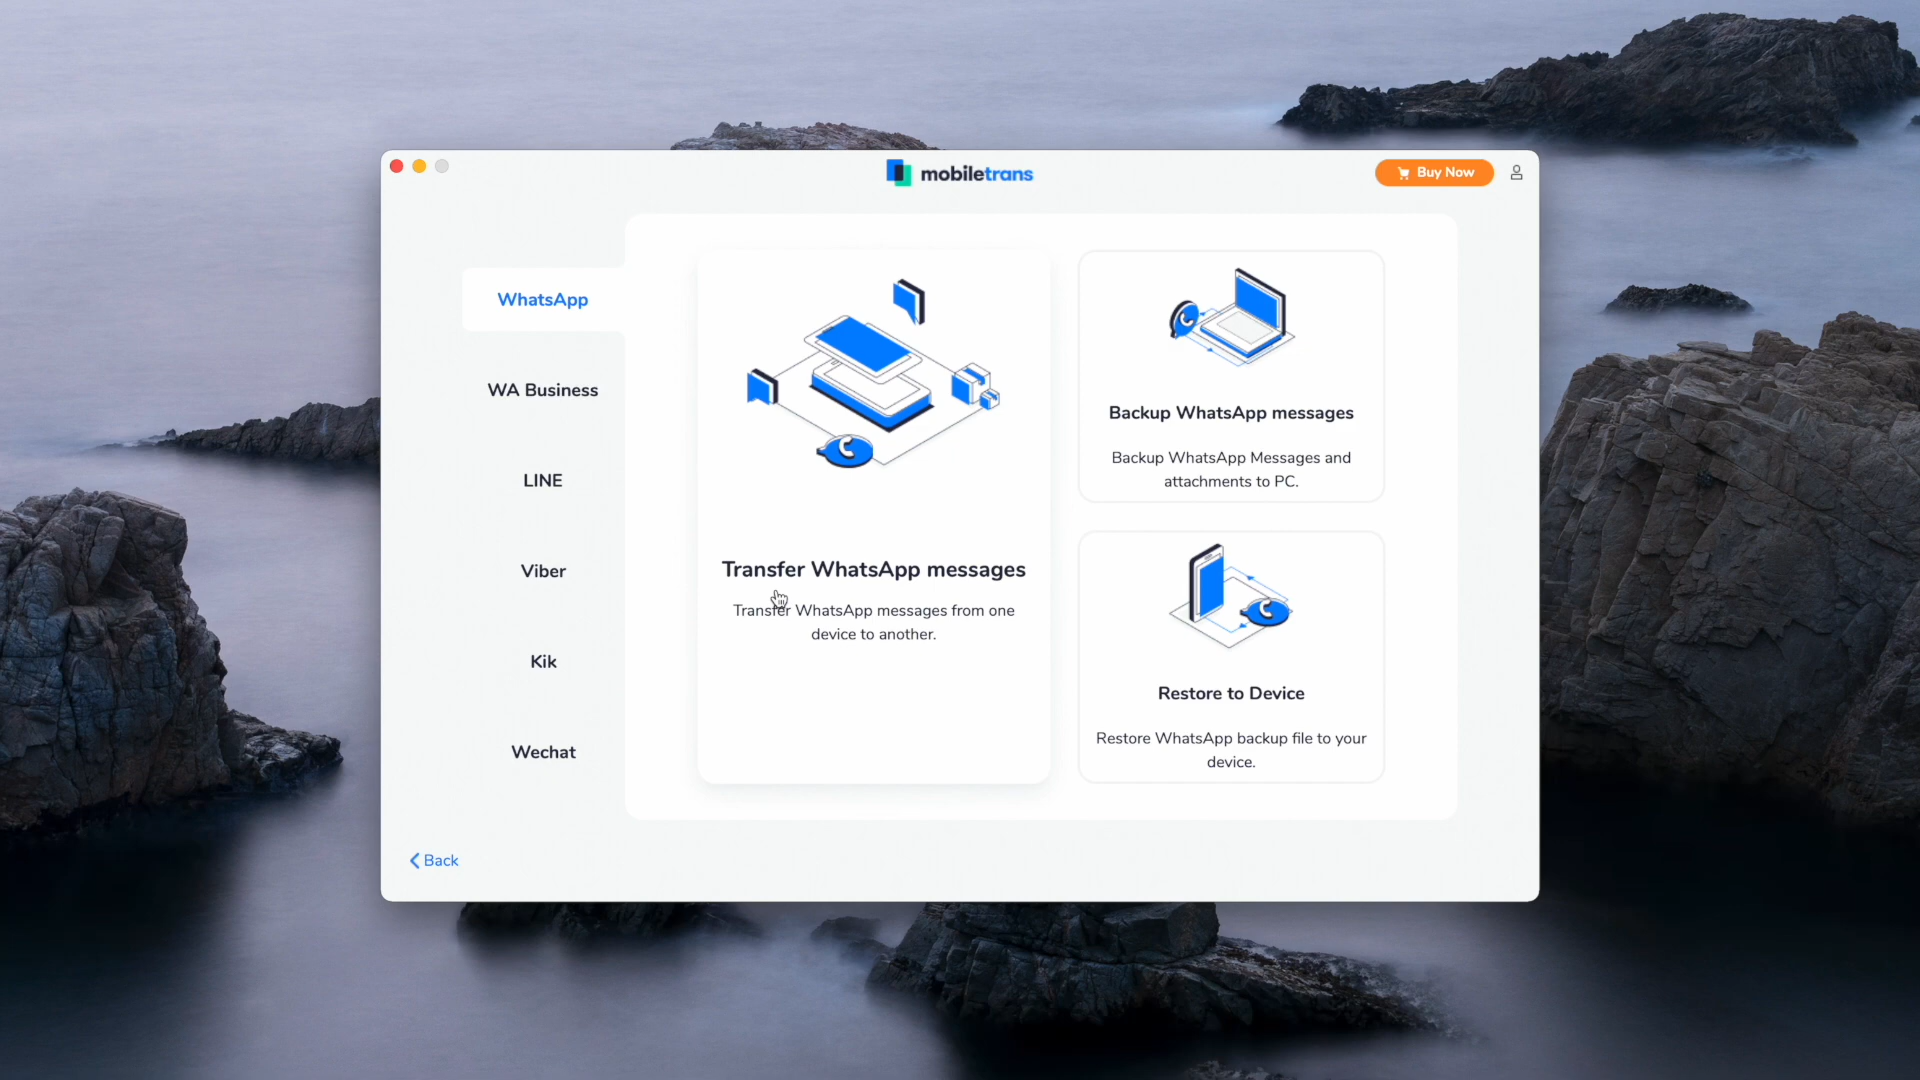 mobiletrans
Buy Now
WhatsApp
WA Business
LINE
Viber
Kik
Wechat
Transfer WhatsApp messages
Transfer WhatsApp messages from one
device to another.
Backup WhatsApp messages
Backup WhatsApp Messages and
attachments to PC.
Restore to Device
Restore WhatsApp backup file to your
device.
Back